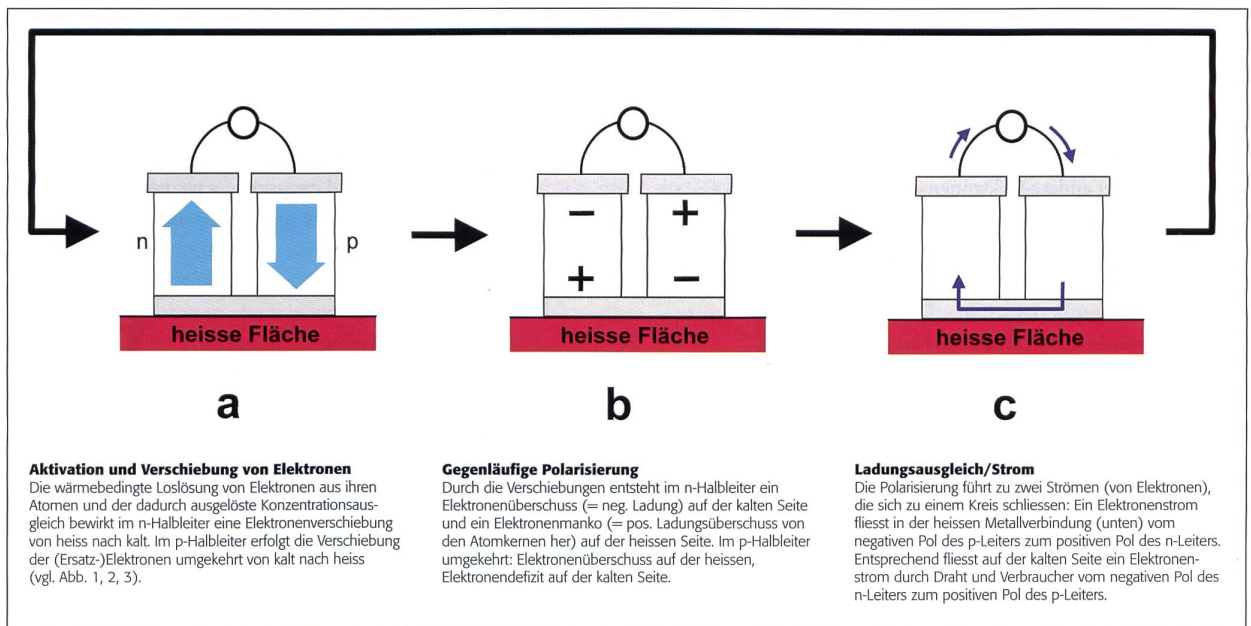 n
p
heisse Fläche
a
−
+
+
−
heisse Fläche
b
heisse Fläche
c
Aktivation und Verschiebung von Elektronen
Die wärmebedingte Loslösung von Elektronen aus ihren
Atomen und der dadurch ausgelöste Konzentrationsaus-
gleich bewirkt im n-Halbleiter eine Elektronenverschiebung
von heiss nach kalt. Im p-Halbleiter erfolgt die Verschiebung
der (Ersatz-)Elektronen umgekehrt von kalt nach heiss
(vgl. Abb. 1, 2, 3).
Gegenläufige Polarisierung
Durch die Verschiebungen entsteht im n-Halbleiter ein
Elektronenüberschuss (= neg. Ladung) auf der kalten Seite
und ein Elektronenmanko (= pos. Ladungsüberschuss von
den Atomkernen her) auf der heissen Seite. Im p-Halbleiter
umgekehrt: Elektronenüberschuss auf der heissen,
Elektronendefizit auf der kalten Seite.
Ladungsausgleich/Strom
Die Polarisierung führt zu zwei Strömen (von Elektronen),
die sich zu einem Kreis schliessen: Ein Elektronenstrom
fliesst in der heissen Metallverbindung (unten) vom
negativen Pol des p-Leiters zum positiven Pol des n-Leiters.
Entsprechend fliesst auf der kalten Seite ein Elektronen-
strom durch Draht und Verbraucher vom negativen Pol des
n-Leiters zum positiven Pol des p-Leiters.